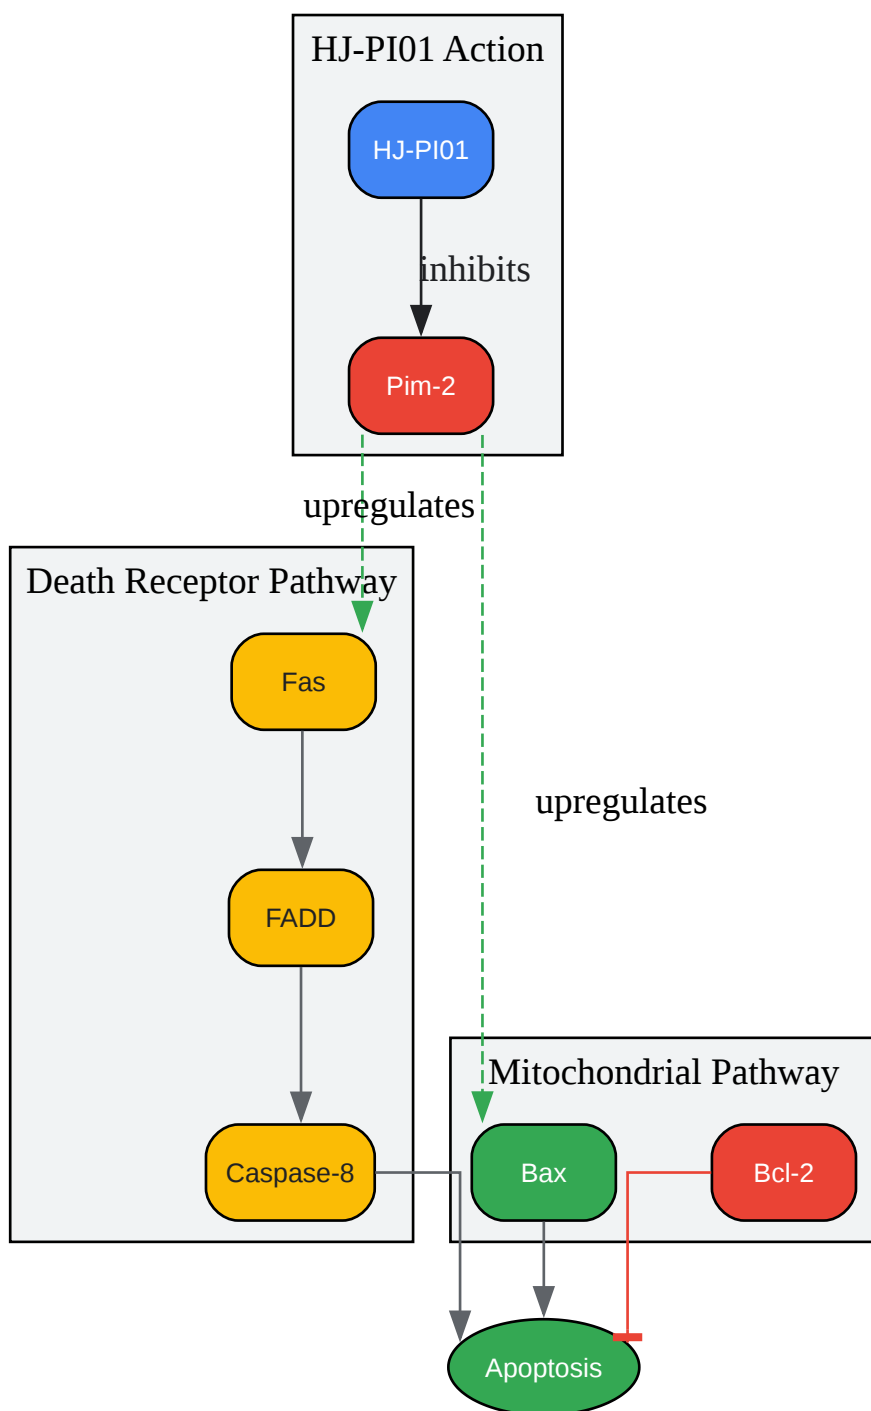 HJ-PI01 Action
HJ-PI01
inhibits
Pim-2
upregulates
Death Receptor Pathway
Fas
upregulates
FADD
Mitochondrial Pathway
Caspase-8
Bax
Bcl-2
Apoptosis